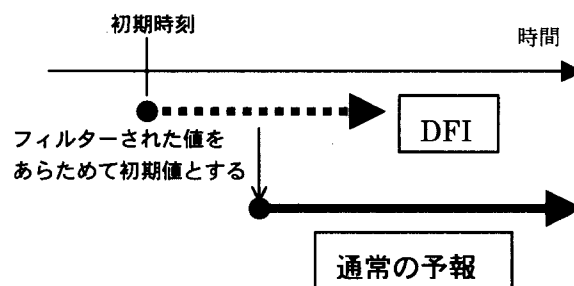 初期時刻
時間
DFI
フィルターされた値を
あらためて初期値とする
通常の予報